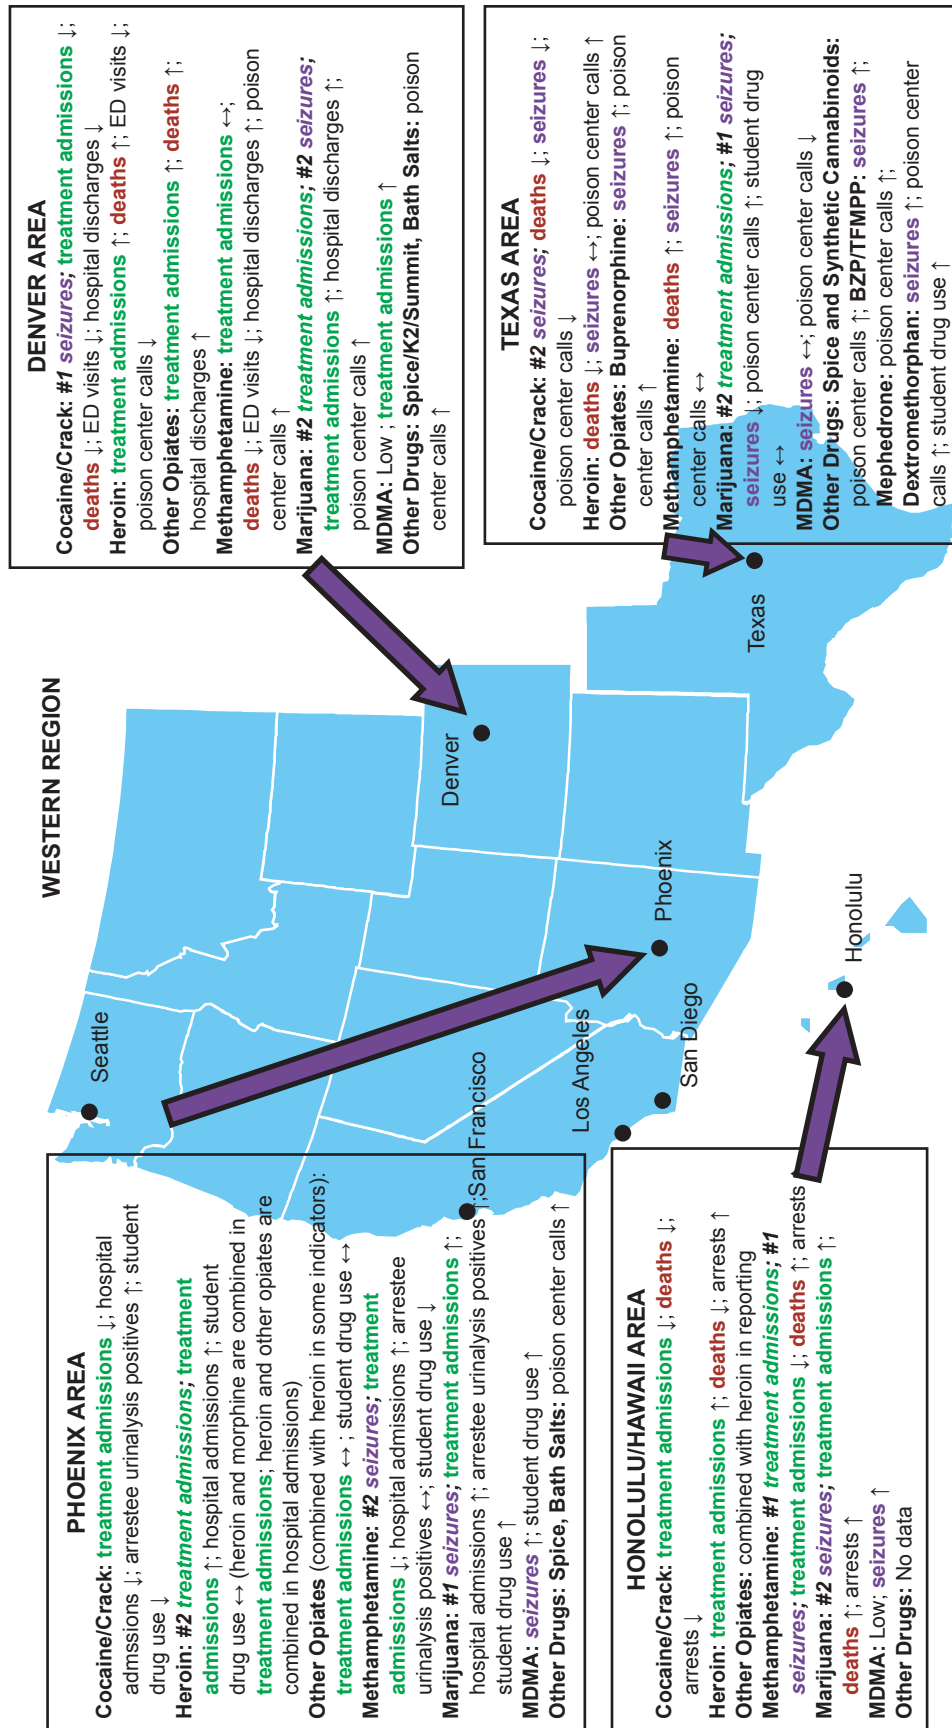 WESTERN REGION
PHOENIX AREA
Cocaine/Crack: treatment admissions ↓; hospital
admssions ↓; arrestee urinalysis positives ↑; student
drug use ↓
Heroin: #2 treatment admissions; treatment
admissions ↑; hospital admissions ↑; student
drug use ↔ (heroin and morphine are combined in
treatment admissions; heroin and other opiates are
combined in hospital admissions)
Other Opiates (combined with heroin in some indicators):
treatment admissions ↔ ; student drug use ↔
Methamphetamine: #2 seizures; treatment
admissions ↓; hospital admissions ↑; arrestee
urinalysis positives ↔; student drug use ↓
Marijuana: #1 seizures; treatment admissions ↑;
hospital admissions ↑; arrestee urinalysis positives ↑;
student drug use ↑
MDMA: seizures ↑; student drug use ↑
Other Drugs: Spice, Bath Salts: poison center calls ↑
DENVER AREA
Cocaine/Crack: #1 seizures; treatment admissions ↓;
deaths ↓; ED visits ↓; hospital discharges ↓
Heroin: treatment admissions ↑; deaths ↑; ED visits ↓;
poison center calls ↓
Other Opiates: treatment admissions ↑; deaths ↑;
hospital discharges ↑
Methamphetamine: treatment admissions ↔;
deaths ↓; ED visits ↓; hospital discharges ↑; poison
center calls ↑
Marijuana: #2 treatment admissions; #2 seizures;
treatment admissions ↑; hospital discharges ↑;
poison center calls ↑
MDMA: Low ; treatment admissions ↑
Other Drugs: Spice/K2/Summit, Bath Salts: poison
center calls ↑
Seattle
Denver
San Francisco
Los Angeles
San Diego
Phoenix
Texas
Honolulu
HONOLULU/HAWAII AREA
Cocaine/Crack: treatment admissions ↓; deaths ↓;
arrests ↓
Heroin: treatment admissions ↑; deaths ↓; arrests ↑
Other Opiates: combined with heroin in reporting
Methamphetamine: #1 treatment admissions; #1
seizures; treatment admissions ↓; deaths ↑; arrests ↑
Marijuana: #2 seizures; treatment admissions ↑;
deaths ↑; arrests ↑
MDMA: Low; seizures ↑
Other Drugs: No data
TEXAS AREA
Cocaine/Crack: #2 seizures; deaths ↓; seizures ↓;
poison center calls ↓
Heroin: deaths ↓; seizures ↔; poison center calls ↑
Other Opiates: Buprenorphine: seizures ↑; poison
center calls ↑
Methamphetamine: deaths ↑; seizures ↑; poison
center calls ↔
Marijuana: #2 treatment admissions; #1 seizures;
seizures ↓; poison center calls ↑; student drug
use ↔
MDMA: seizures ↔; poison center calls ↓
Other Drugs: Spice and Synthetic Cannabinoids:
poison center calls ↑; BZP/TFMPP: seizures ↑;
Mephedrone: poison center calls ↑;
Dextromethorphan: seizures ↑; poison center
calls ↑; student drug use ↑